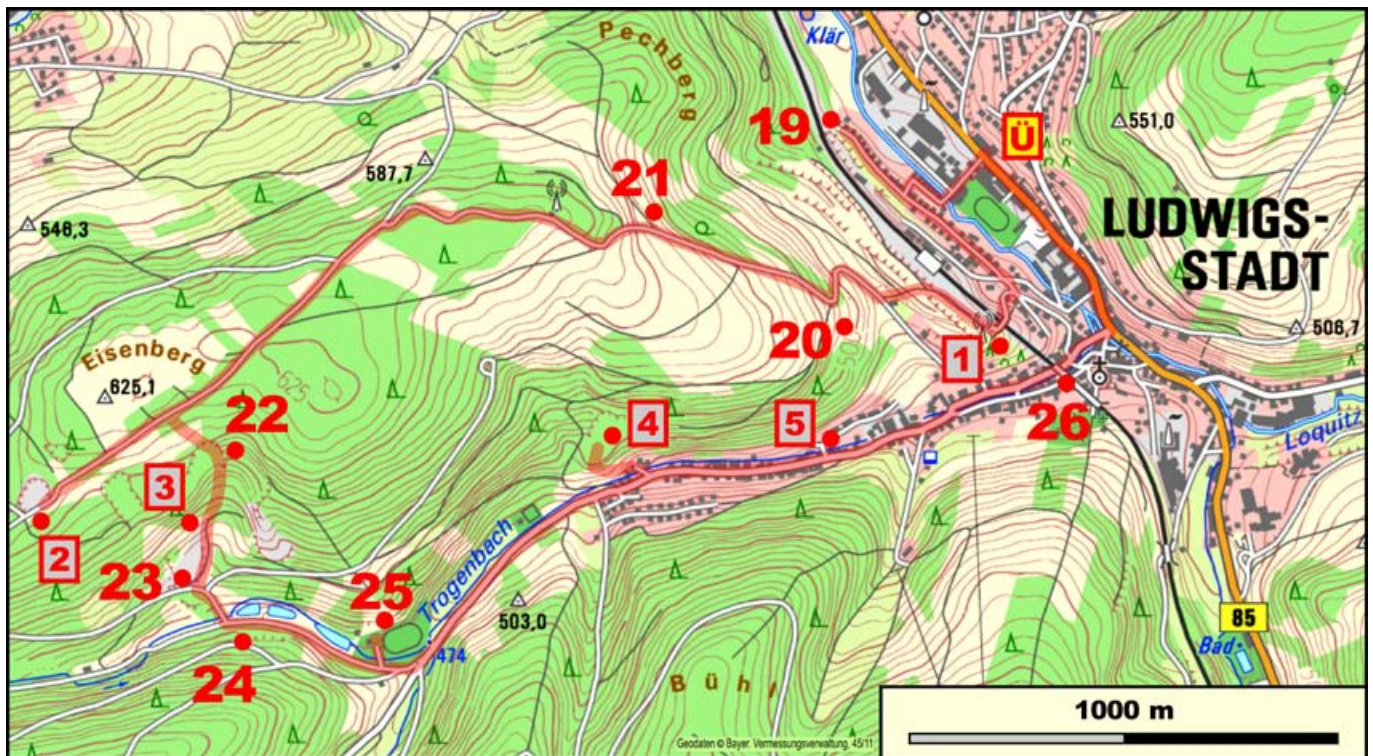 Pechberg
Klär
19
Ü
551,0
587,7
21
LUDWIGS-
STADT
546,3
20
1
506,7
Eisenberg
625,1
625
22
4
5
26
Loquitz
3
2
23
25
Trogenbach
503,0
24
474
Bühl
85
Bad
1000 m
Geodaten © Bayer. Vermessungsverwaltung, 45/11